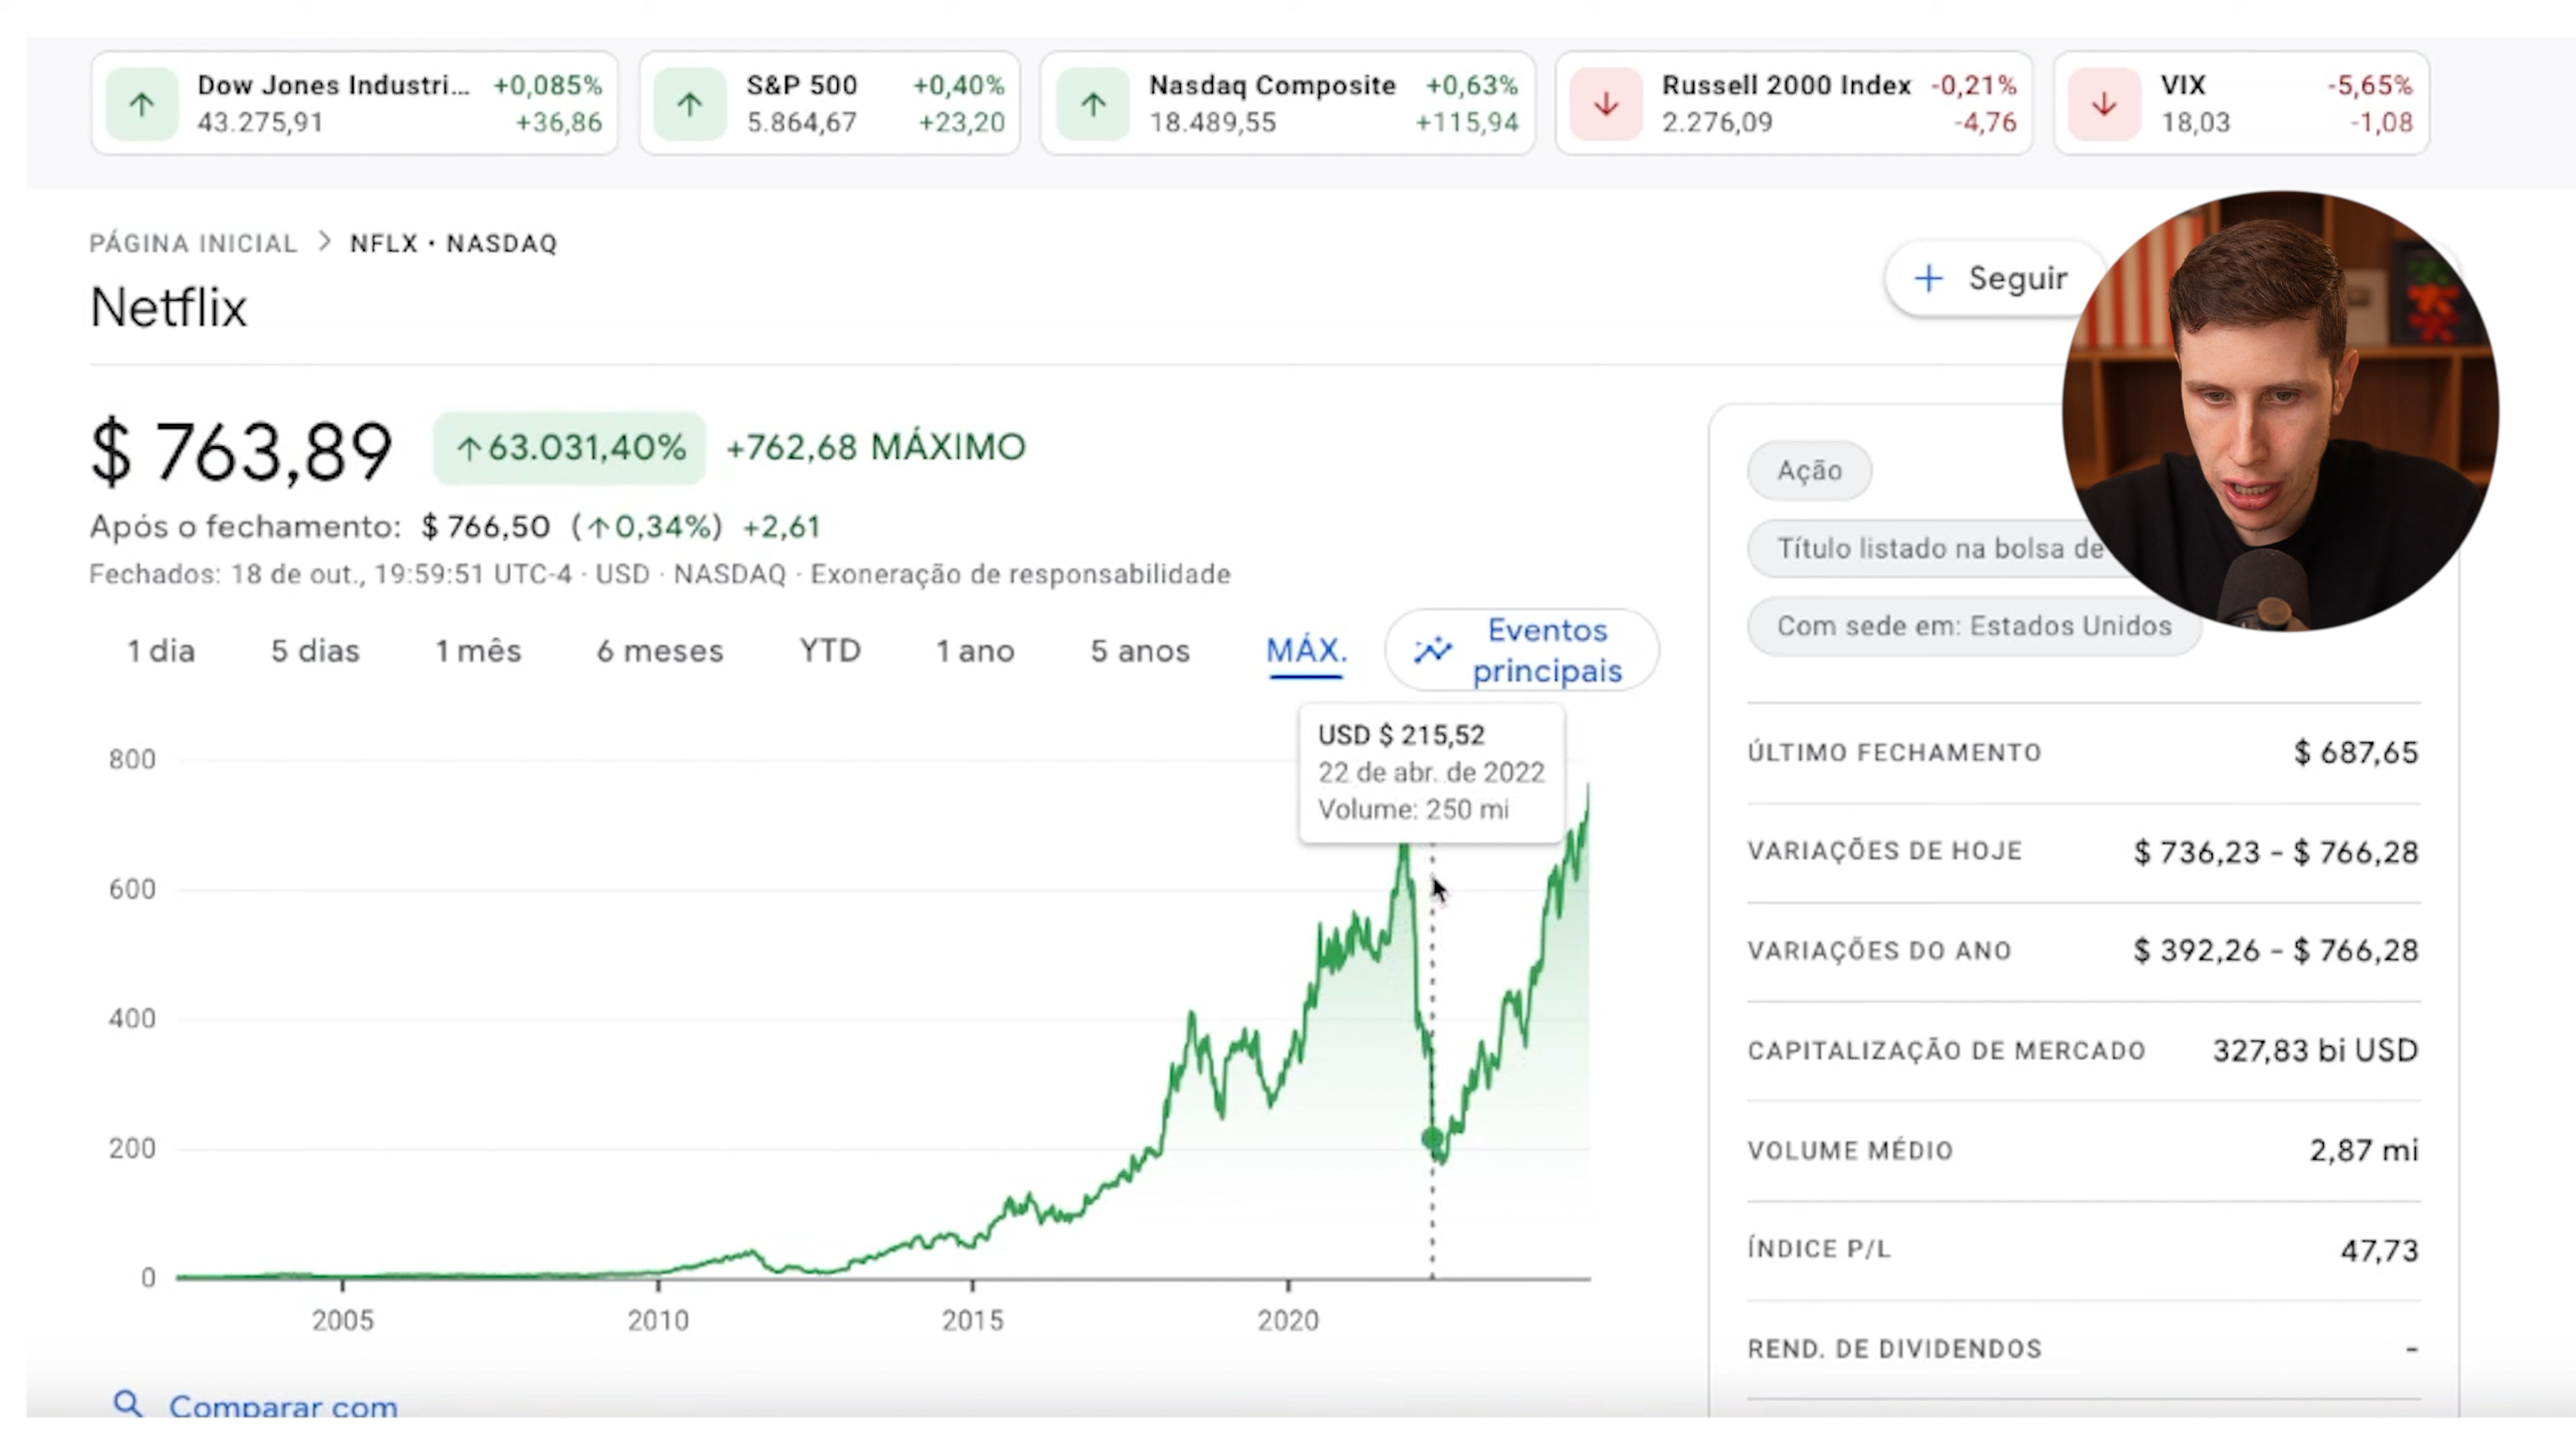 Dow Jones Industri... +0,085%
43.275,91 +36,86
S&P 500 +0,40%
5.864,67 +23,20
Nasdaq Composite +0,63%
18.489,55 +115,94
Russell 2000 Index -0,21%
2.276,09 -4,76
VIX -5,65%
18,03 -1,08
PÁGINA INICIAL > NFLX • NASDAQ
Netflix
+ Seguir
$ 763,89 ↑63.031,40% +762,68 MÁXIMO
Após o fechamento: $ 766,50 (↑0,34%) +2,61
Fechados: 18 de out., 19:59:51 UTC-4 · USD · NASDAQ · Exoneração de responsabilidade
1 dia 5 dias 1 mês 6 meses YTD 1 ano 5 anos MÁX.
Eventos
principais
USD $ 215,52
22 de abr. de 2022
Volume: 250 mi
800
600
400
200
0
2005 2010 2015 2020
Comparar com
Ação
Título listado na bolsa de
Com sede em: Estados Unidos
ÚLTIMO FECHAMENTO $ 687,65
VARIAÇÕES DE HOJE $ 736,23 - $ 766,28
VARIAÇÕES DO ANO $ 392,26 - $ 766,28
CAPITALIZAÇÃO DE MERCADO 327,83 bi USD
VOLUME MÉDIO 2,87 mi
ÍNDICE P/L 47,73
REND. DE DIVIDENDOS -